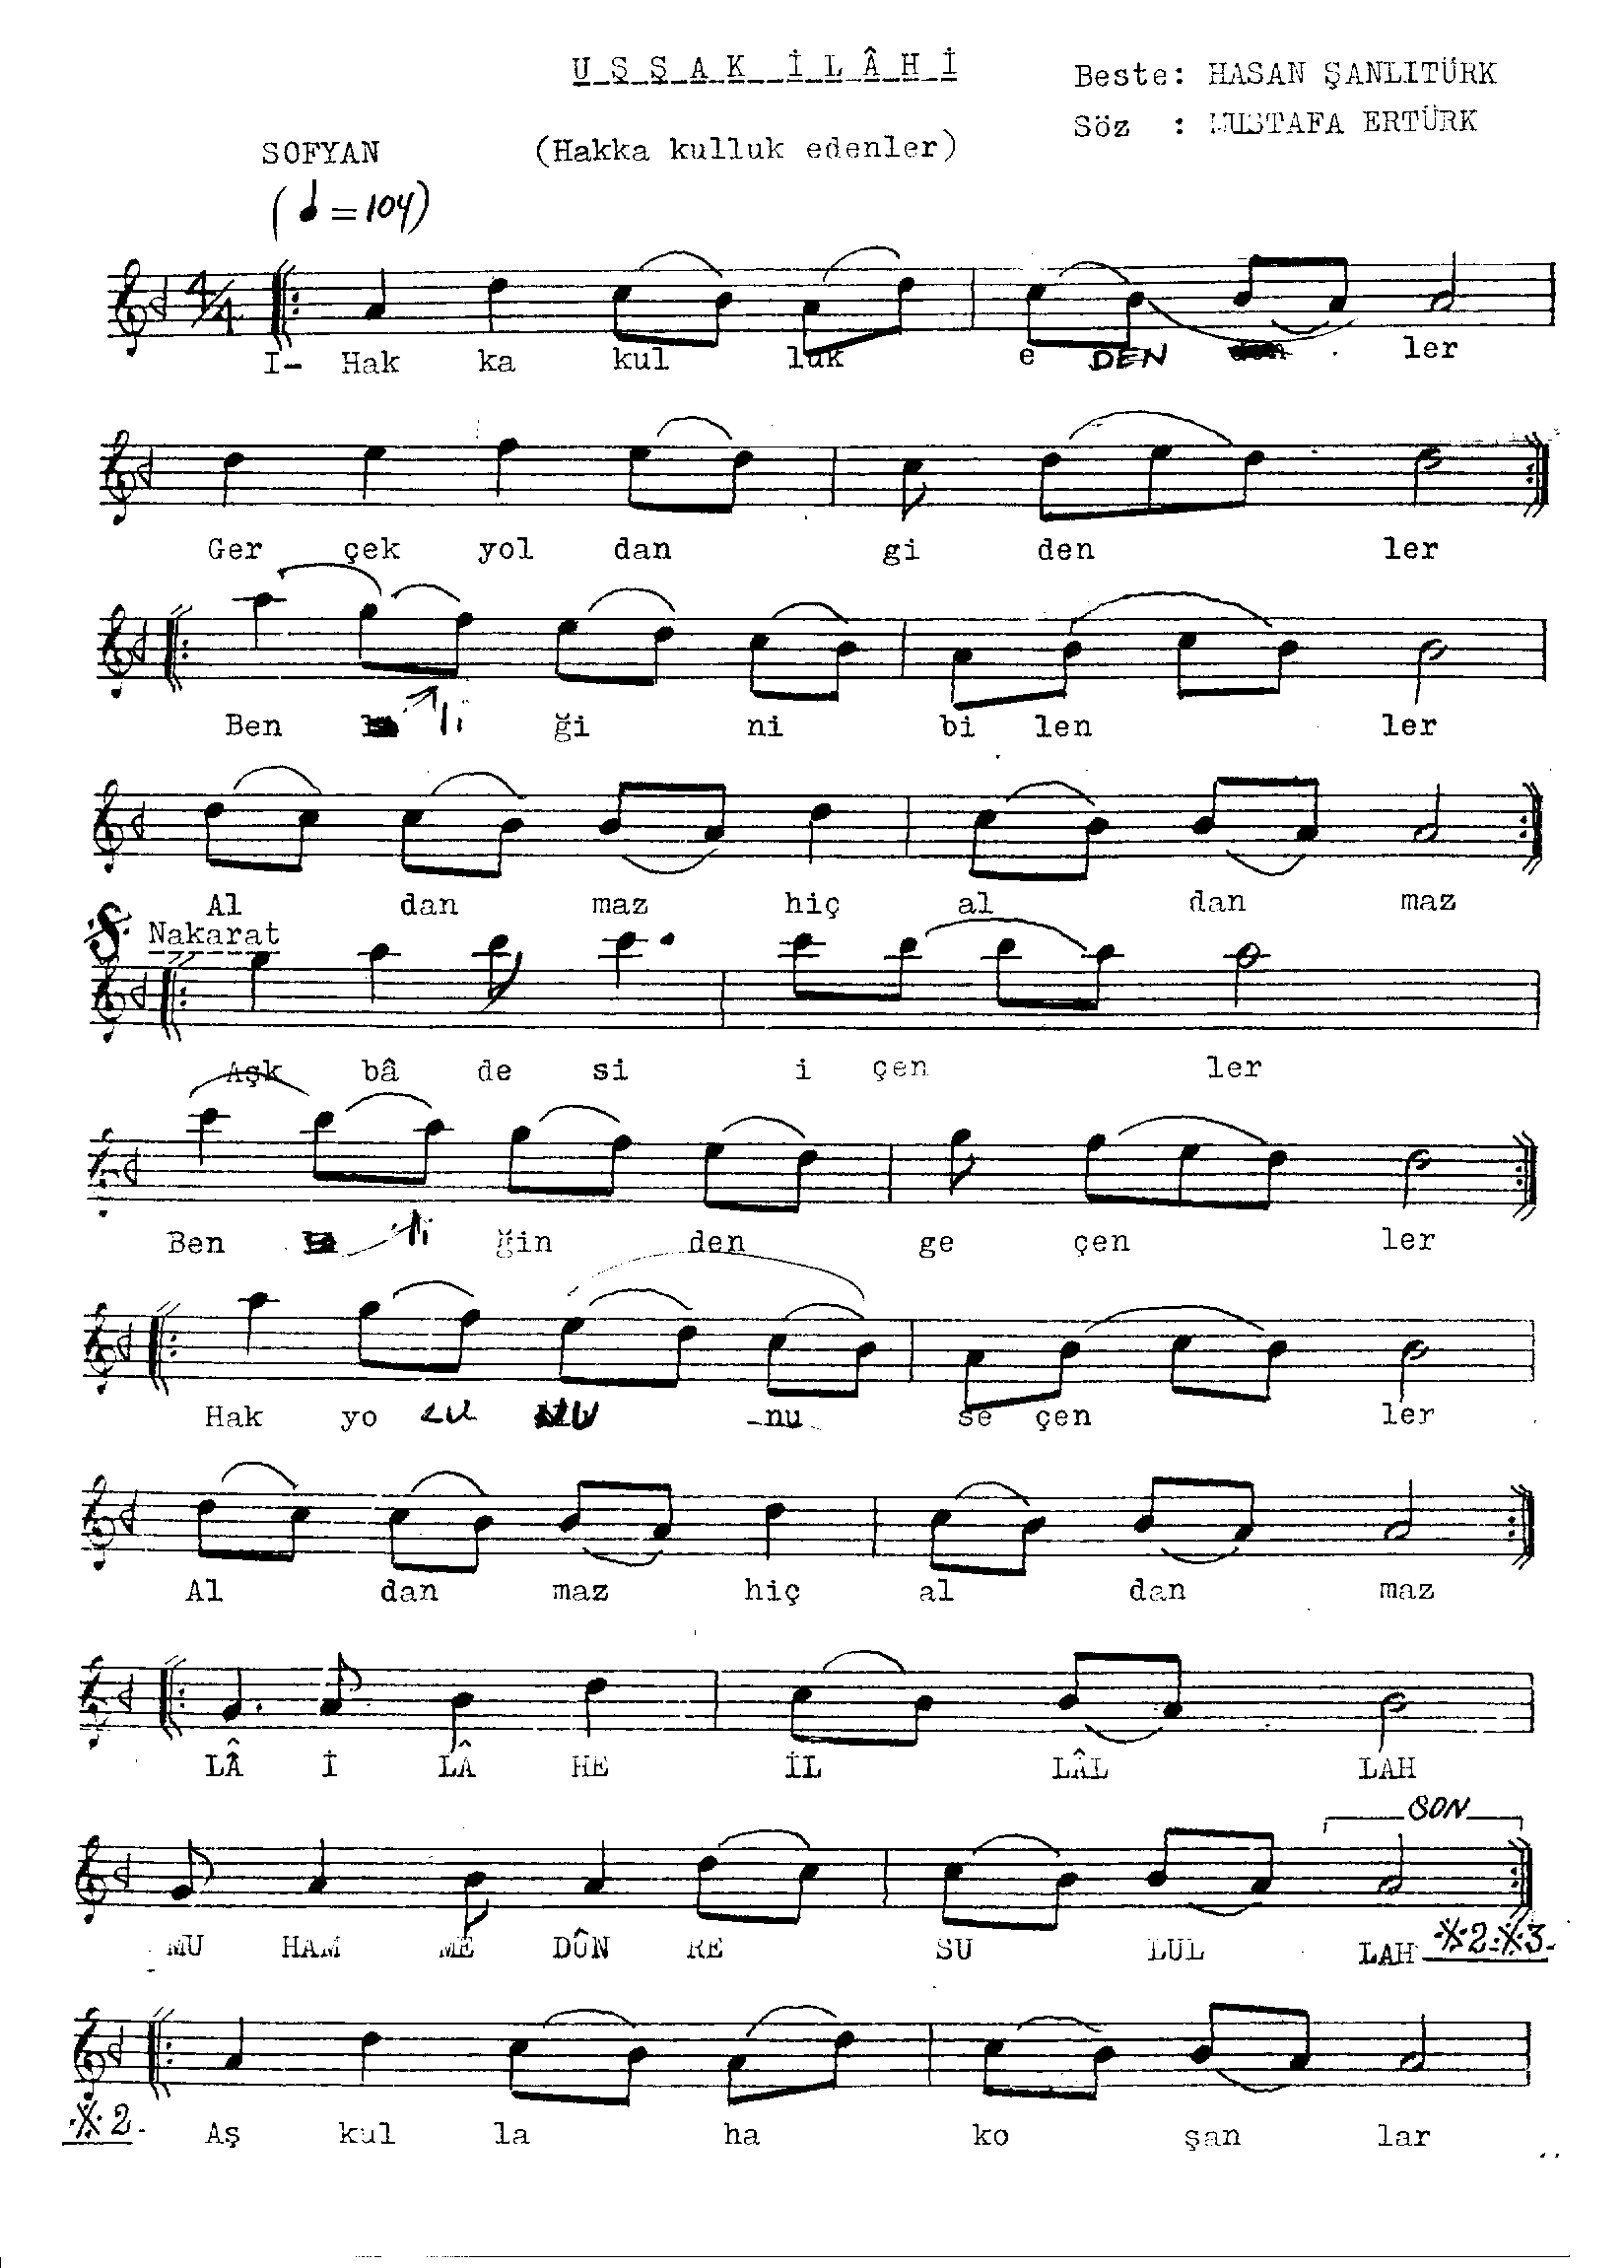 UŞŞAK İLÂHİ
Beste: HASAN ŞANLITÜRK
Söz : MUSTAFA ERTÜRK
SOFYAN
(Hakka kulluk edenler)
(♩=104)
4/4
I- Hak ka kul luk e DEN ler
Ger çek yol dan gi den ler
Ben li ği ni bi len ler
Al dan maz hiç al dan maz
Nakarat
Aşk bâ de si i çen ler
Ben li ğin den ge çen ler
Hak yo LU NU nu se çen ler
Al dan maz hiç al dan maz
LÂ İ LÂ HE İL LÂL LAH
SON
MU HAM ME DÛN RE SU LUL LAH ※2-※3-
※2-
Aş kul la ha ko şan lar